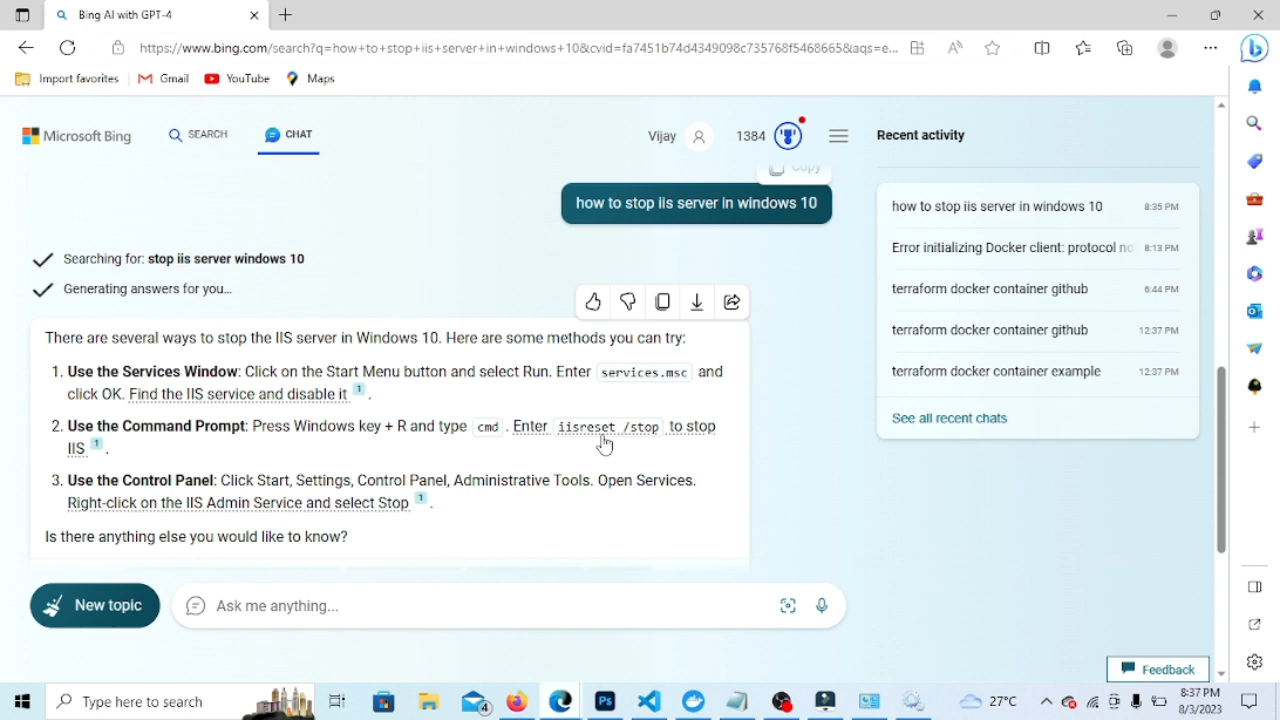 Bing AI with GPT-4
https://www.bing.com/search?q=how+to+stop+iis+server+in+windows+10&cvid=fa7451b74d4349098c735768f5468665&aqs=e...
Import favorites
Gmail
YouTube
Maps
Microsoft Bing
SEARCH
CHAT
Vijay
1384
Recent activity
Copy
how to stop iis server in windows 10
how to stop iis server in windows 10 8:35 PM
Error initializing Docker client: protocol no 8:13 PM
terraform docker container github 6:44 PM
terraform docker container github 12:37 PM
terraform docker container example 12:37 PM
See all recent chats
Searching for: stop iis server windows 10
Generating answers for you...
There are several ways to stop the IIS server in Windows 10. Here are some methods you can try:
1. Use the Services Window: Click on the Start Menu button and select Run. Enter services.msc and
click OK. Find the IIS service and disable it 1.
2. Use the Command Prompt: Press Windows key + R and type cmd. Enter iisreset /stop to stop
IIS 1.
3. Use the Control Panel: Click Start, Settings, Control Panel, Administrative Tools. Open Services.
Right-click on the IIS Admin Service and select Stop 1.
Is there anything else you would like to know?
New topic
Ask me anything...
Feedback
Type here to search
4
27°C
8:37 PM
8/3/2023